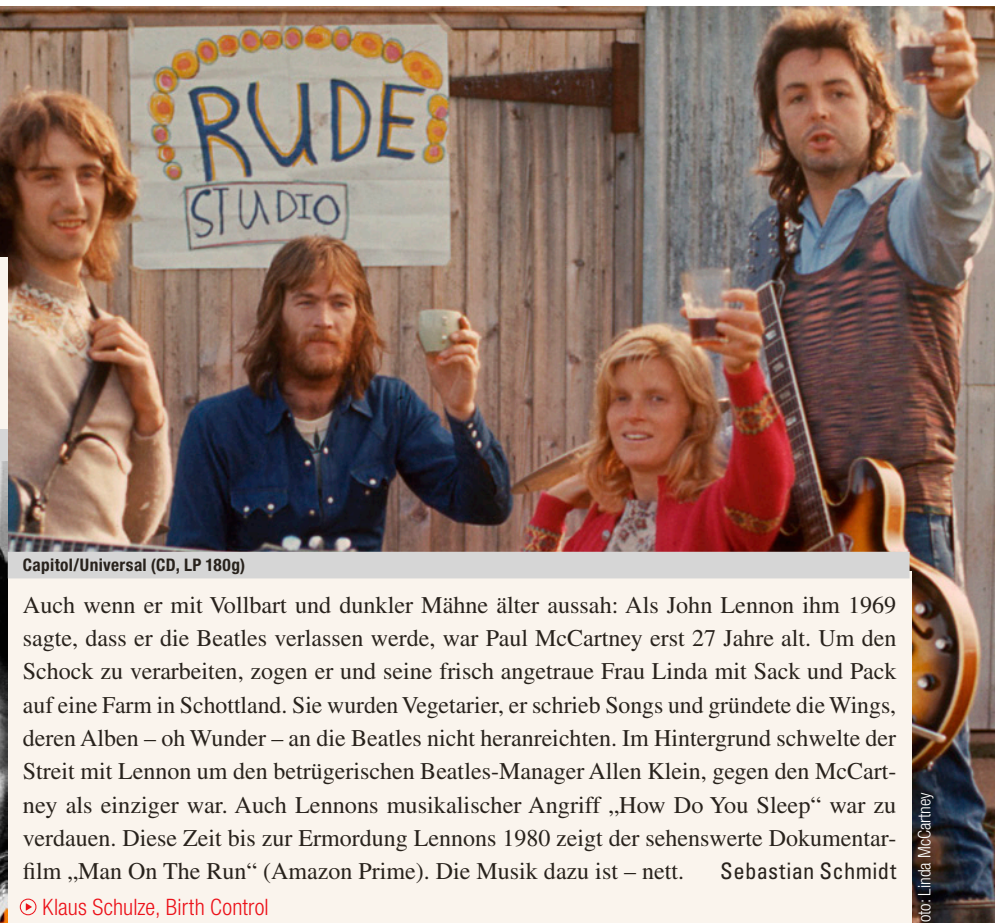 RUDE
STUDIO
Capitol/Universal (CD, LP 180g)
Auch wenn er mit Vollbart und dunkler Mähne älter aussah: Als John Lennon ihm 1969
sagte, dass er die Beatles verlassen werde, war Paul McCartney erst 27 Jahre alt. Um den
Schock zu verarbeiten, zogen er und seine frisch angetraue Frau Linda mit Sack und Pack
auf eine Farm in Schottland. Sie wurden Vegetarier, er schrieb Songs und gründete die Wings,
deren Alben – oh Wunder – an die Beatles nicht heranreichten. Im Hintergrund schwelte der
Streit mit Lennon um den betrügerischen Beatles-Manager Allen Klein, gegen den McCart-
ney als einziger war. Auch Lennons musikalischer Angriff „How Do You Sleep“ war zu
verdauen. Diese Zeit bis zur Ermordung Lennons 1980 zeigt der sehenswerte Dokumentar-
film „Man On The Run“ (Amazon Prime). Die Musik dazu ist – nett. Sebastian Schmidt
Klaus Schulze, Birth Control
oto: Linda McCartney